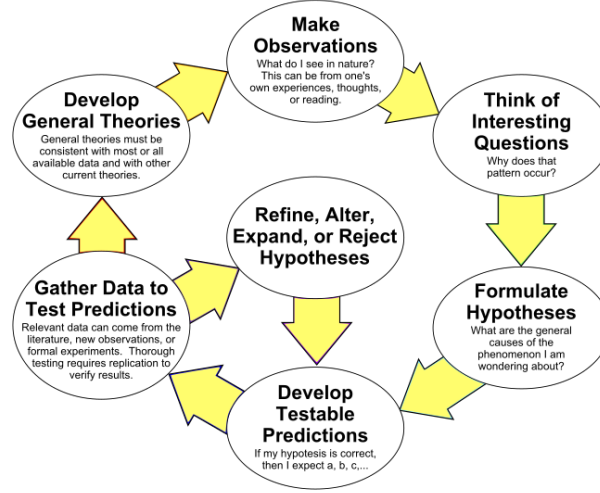 Make
Observations
What do I see in nature?
This can be from one's
own experiences, thoughts,
or reading.
Think of
Interesting
Questions
Why does that
pattern occur?
Formulate
Hypotheses
What are the general
causes of the
phenomenon I am
wondering about?
Develop
Testable
Predictions
If my hypotesis is correct,
then I expect a, b, c,...
Gather Data to
Test Predictions
Relevant data can come from the
literature, new observations, or
formal experiments. Thorough
testing requires replication to
verify results.
Refine, Alter,
Expand, or Reject
Hypotheses
Develop
General Theories
General theories must be
consistent with most or all
available data and with other
current theories.